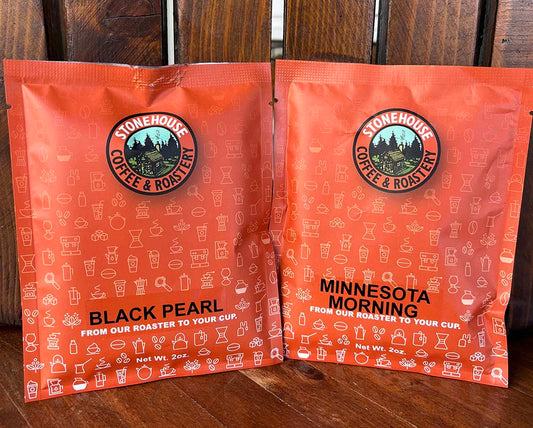 STONEHOUSE
COFFEE & ROASTERY
BLACK PEARL
FROM OUR ROASTER TO YOUR CUP.
Net Wt. 2oz.
STONEHOUSE
COFFEE & ROASTERY
MINNESOTA
MORNING
FROM OUR ROASTER TO YOUR CUP.
Net Wt. 2oz.